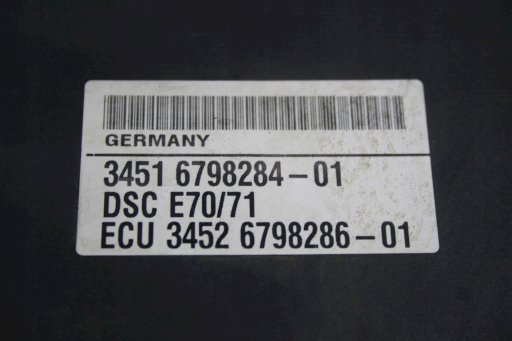 GERMANY
3451 6798284-01
DSC E70/71
ECU 3452 6798286-01